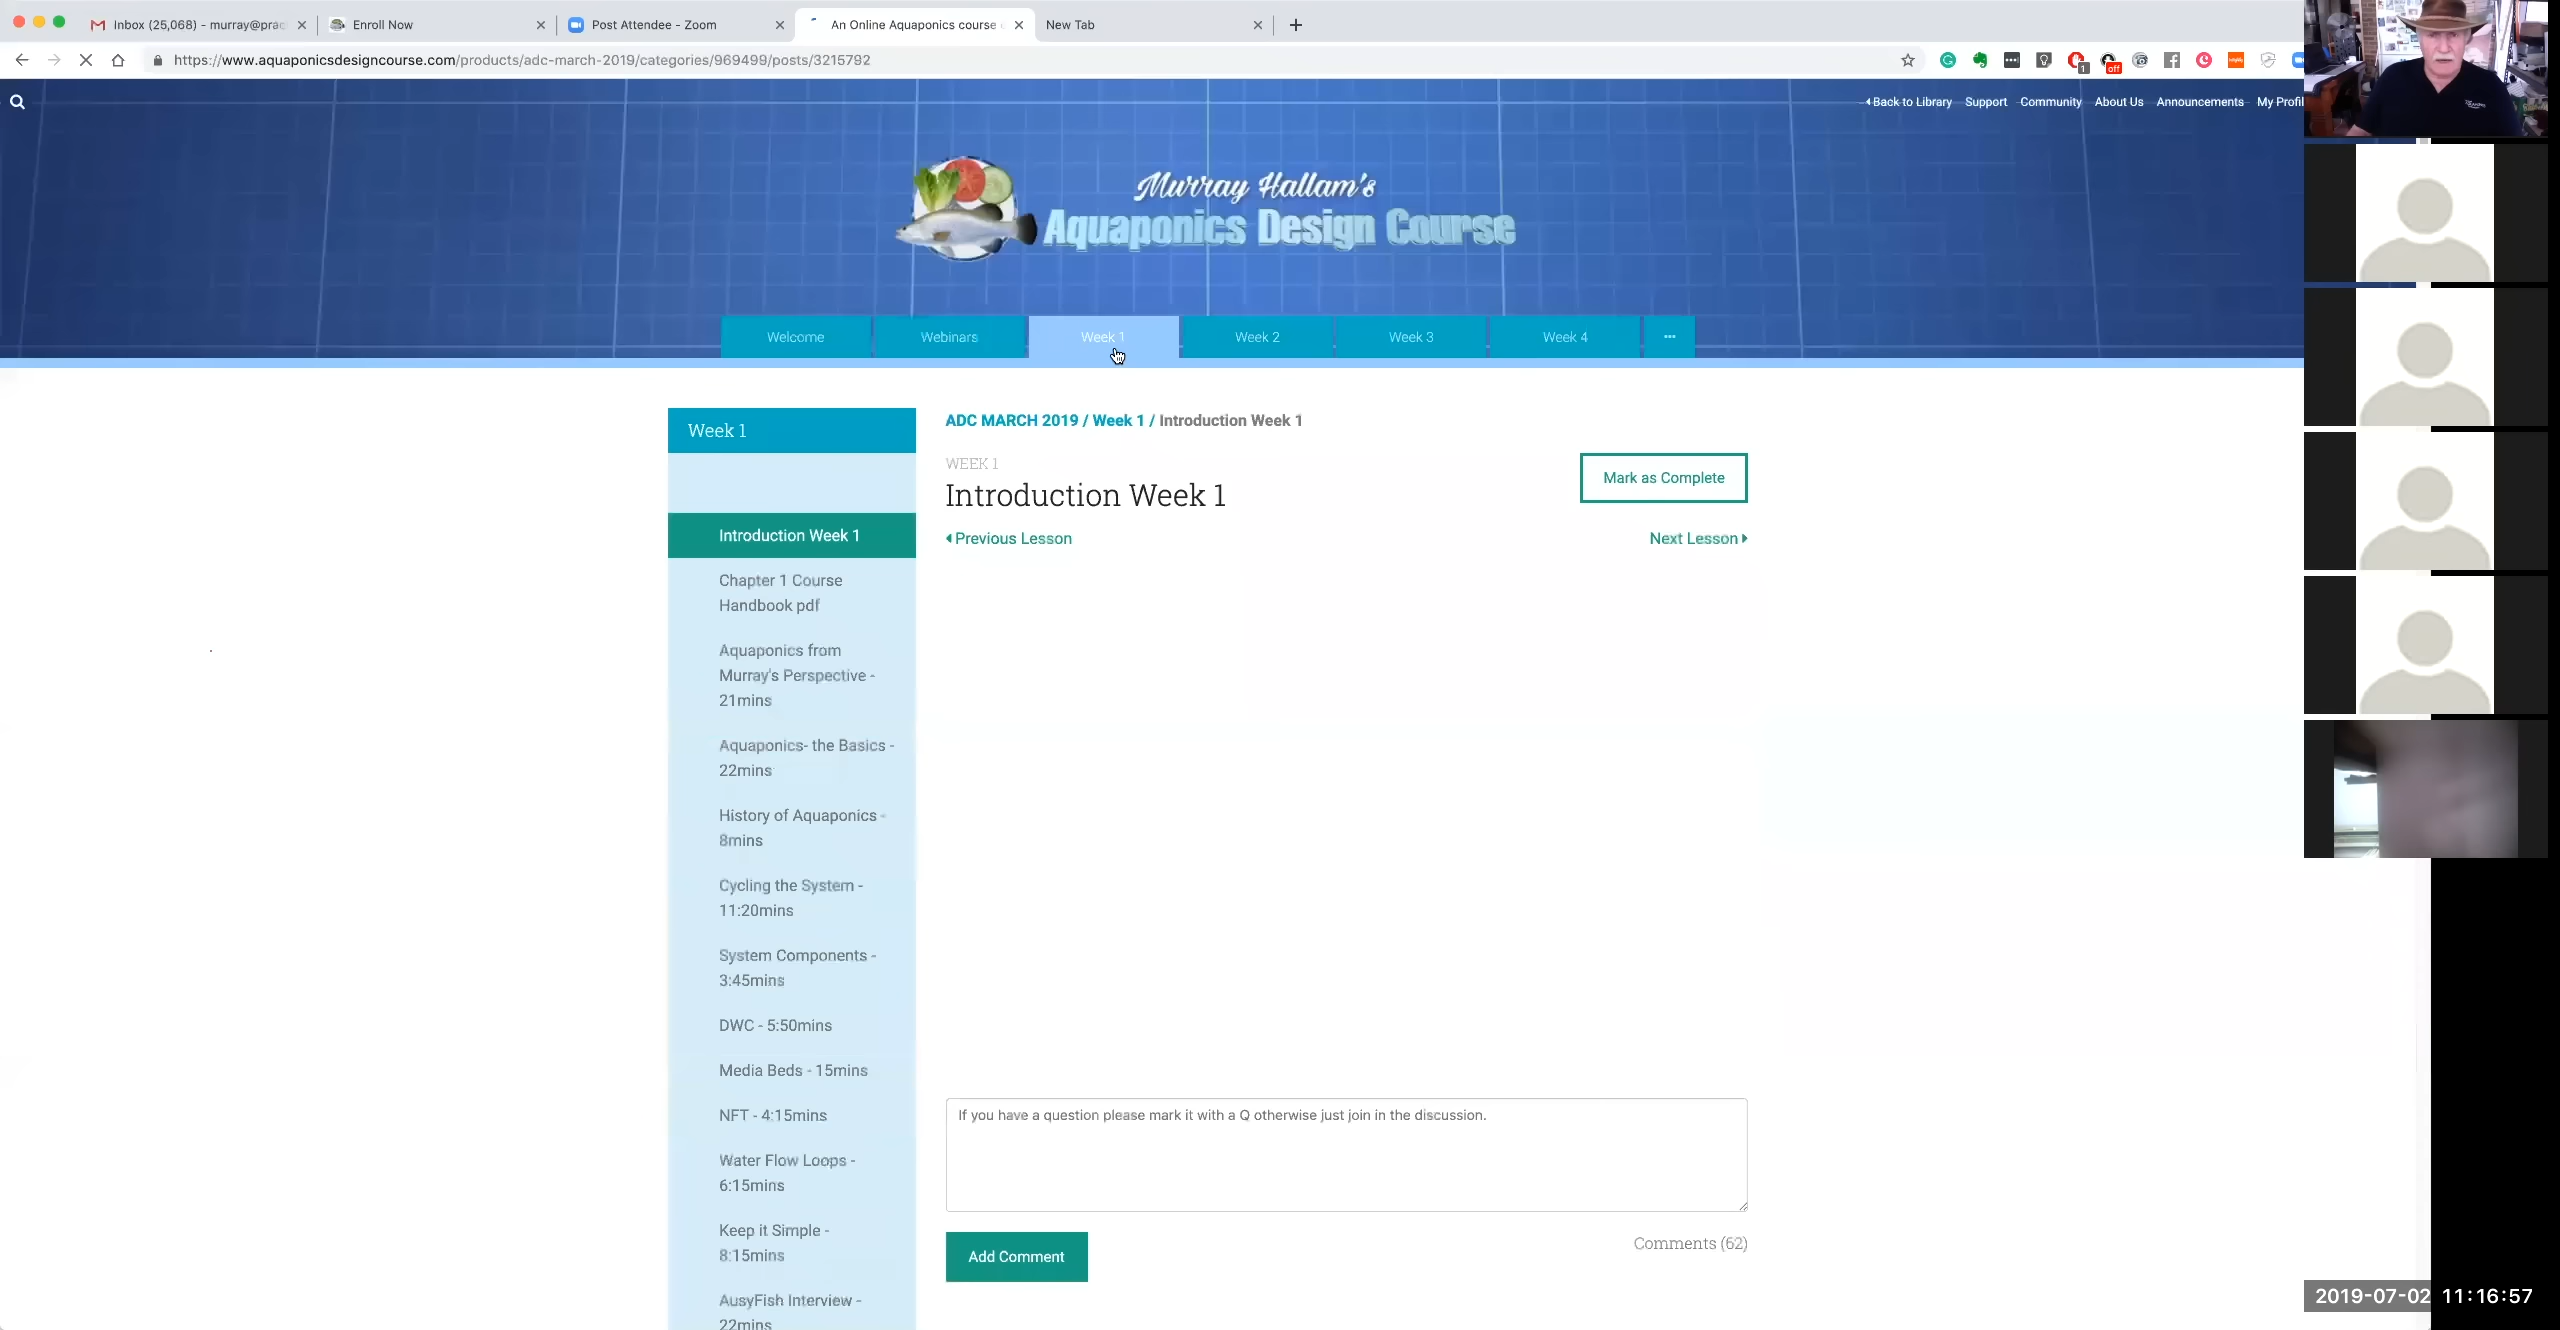 Inbox (25,068) - murray@prac
Enroll Now
Post Attendee - Zoom
An Online Aquaponics course
New Tab
https://www.aquaponicsdesigncourse.com/products/adc-march-2019/categories/969499/posts/3215792
1
off
Back to Library
Support
Community
About Us
Announcements
My Profil
Murray Hallam's
Aquaponics Design Course
Welcome
Webinars
Week 1
Week 2
Week 3
Week 4
...
Week 1
Introduction Week 1
Chapter 1 Course
Handbook pdf
Aquaponics from
Murray's Perspective -
21mins
Aquaponics- the Basics -
22mins
History of Aquaponics -
8mins
Cycling the System -
11:20mins
System Components -
3:45mins
DWC - 5:50mins
Media Beds - 15mins
NFT - 4:15mins
Water Flow Loops -
6:15mins
Keep it Simple -
8:15mins
AusyFish Interview -
22mins
ADC MARCH 2019 / Week 1 / Introduction Week 1
WEEK 1
Introduction Week 1
Mark as Complete
Previous Lesson
Next Lesson
If you have a question please mark it with a Q otherwise just join in the discussion.
Add Comment
Comments (62)
2019-07-02 11:16:57